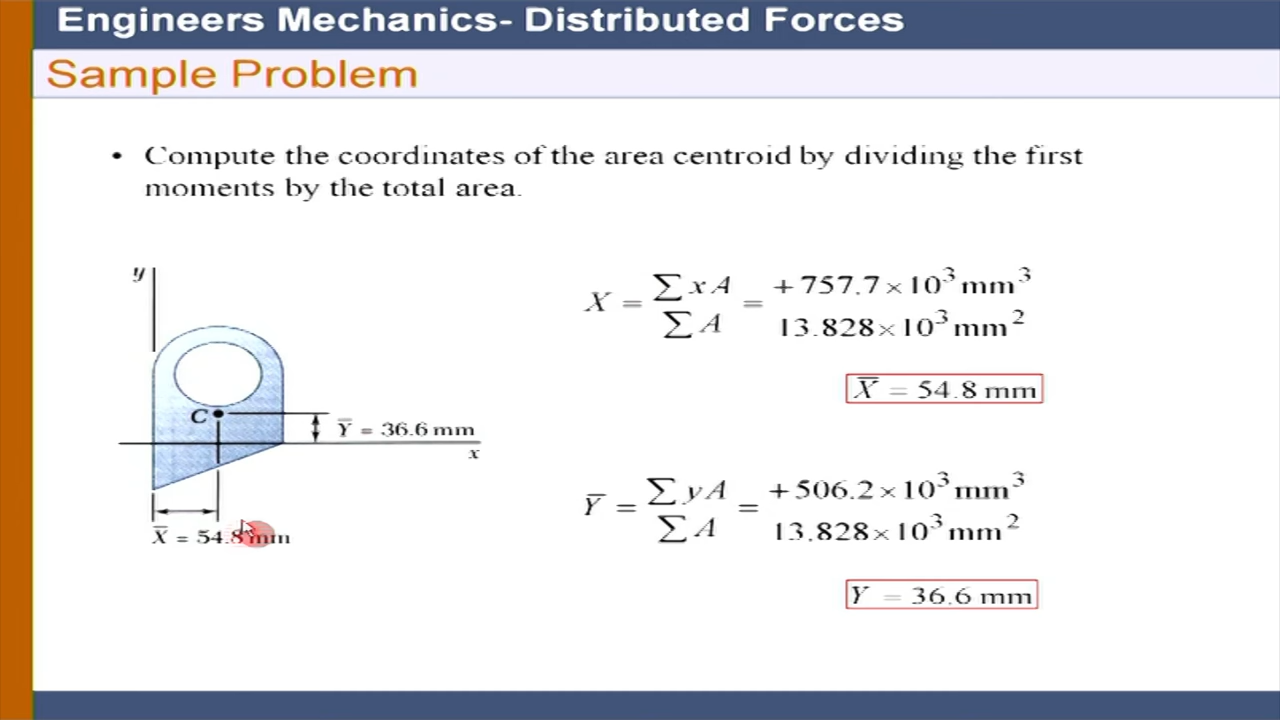 Engineers Mechanics- Distributed Forces
Sample Problem
• Compute the coordinates of the area centroid by dividing the first
moments by the total area.
y
C
Y̅ = 36.6 mm
x
X̅ = 54.8 mm
X = ∑ x A / ∑ A = +757.7×10³ mm³ / 13.828×10³ mm²
X̅ = 54.8 mm
Y̅ = ∑ y A / ∑ A = +506.2×10³ mm³ / 13.828×10³ mm²
Y = 36.6 mm